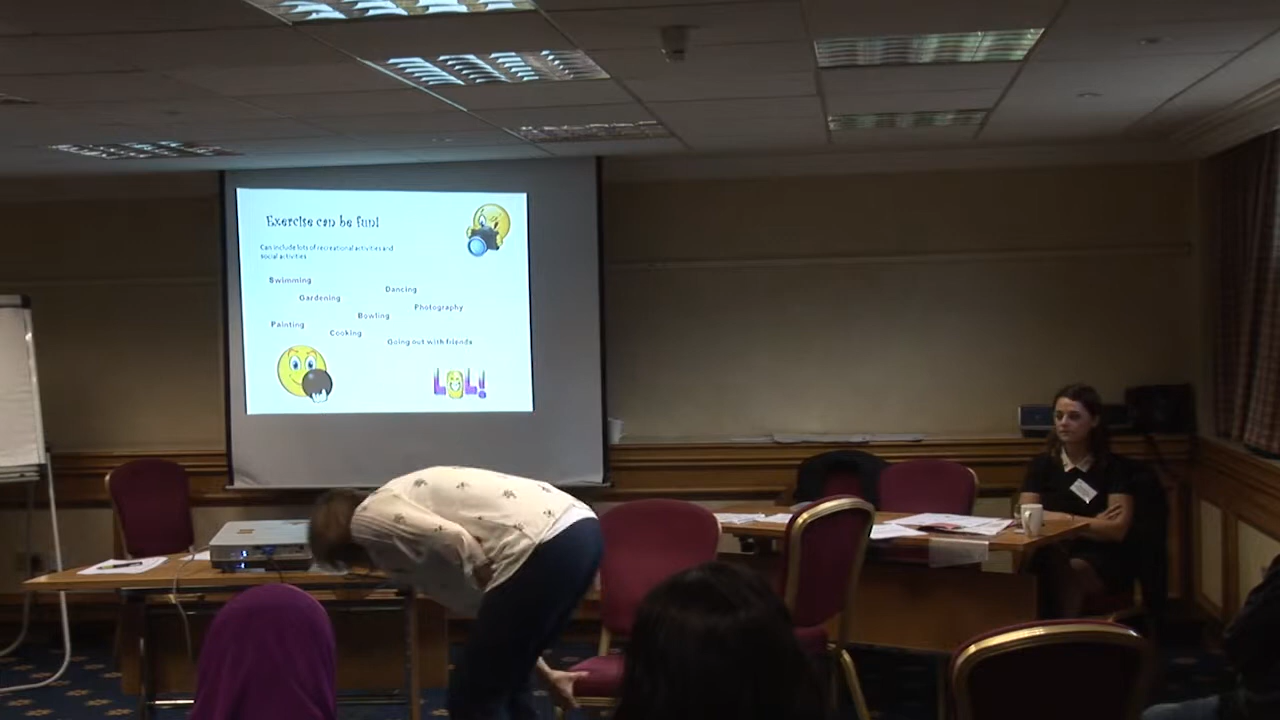 Exercise can be fun!
Can include lots of recreational activities and
social activities
Swimming
Dancing
Gardening
Photography
Bowling
Painting
Cooking
Going out with friends
LOL!